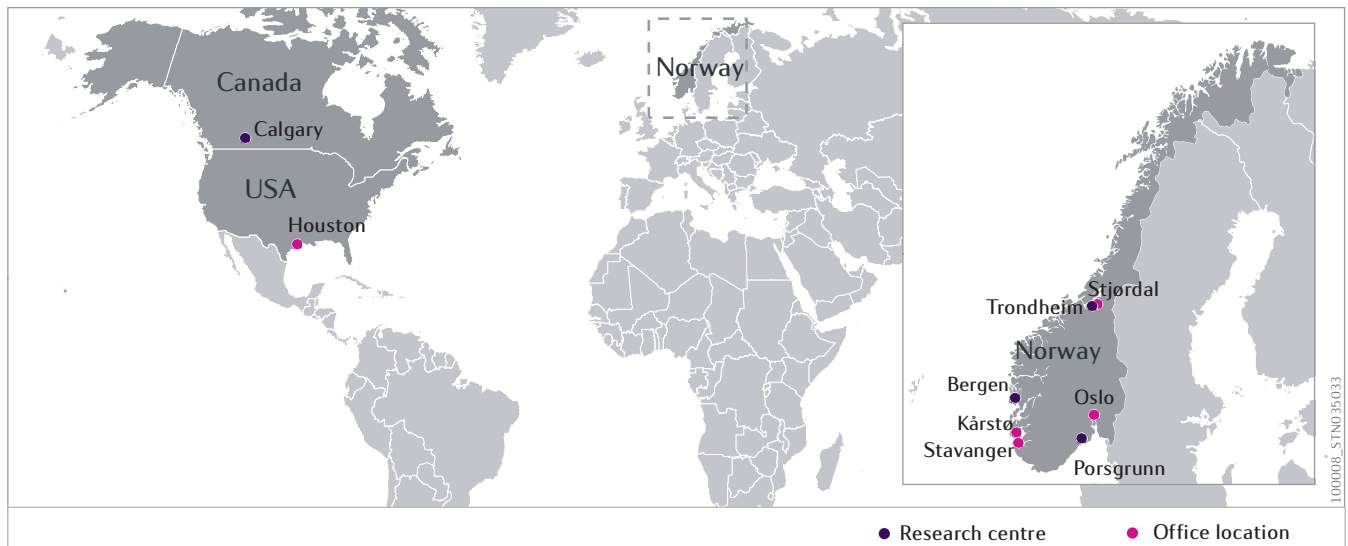 Canada
Calgary
USA
Houston
Norway
Stjørdal
Trondheim
Norway
Bergen
Oslo
Kårstø
Stavanger
Porsgrunn
100008_STN035033
Research centre
Office location